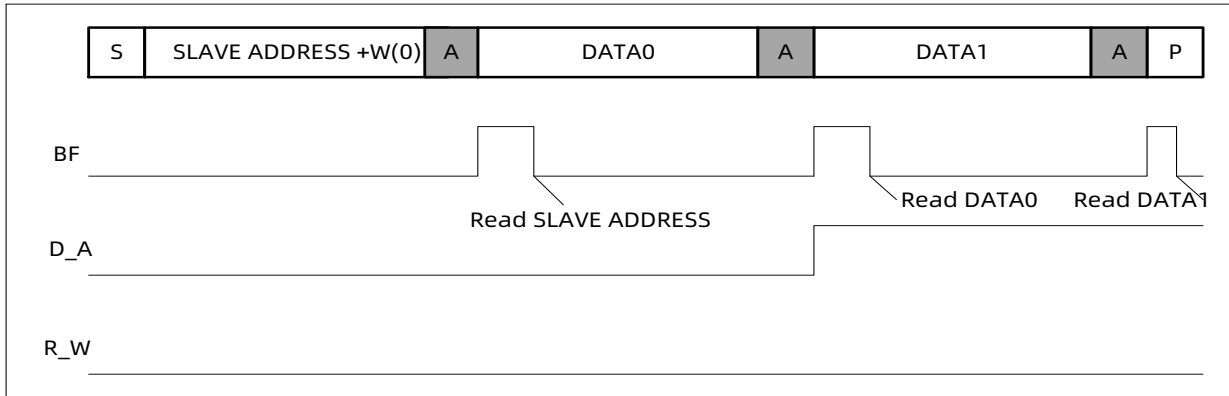 S SLAVE ADDRESS +W(0) A DATA0 A DATA1 A P
BF
Read SLAVE ADDRESS
Read DATA0
Read DATA1
D_A
R_W